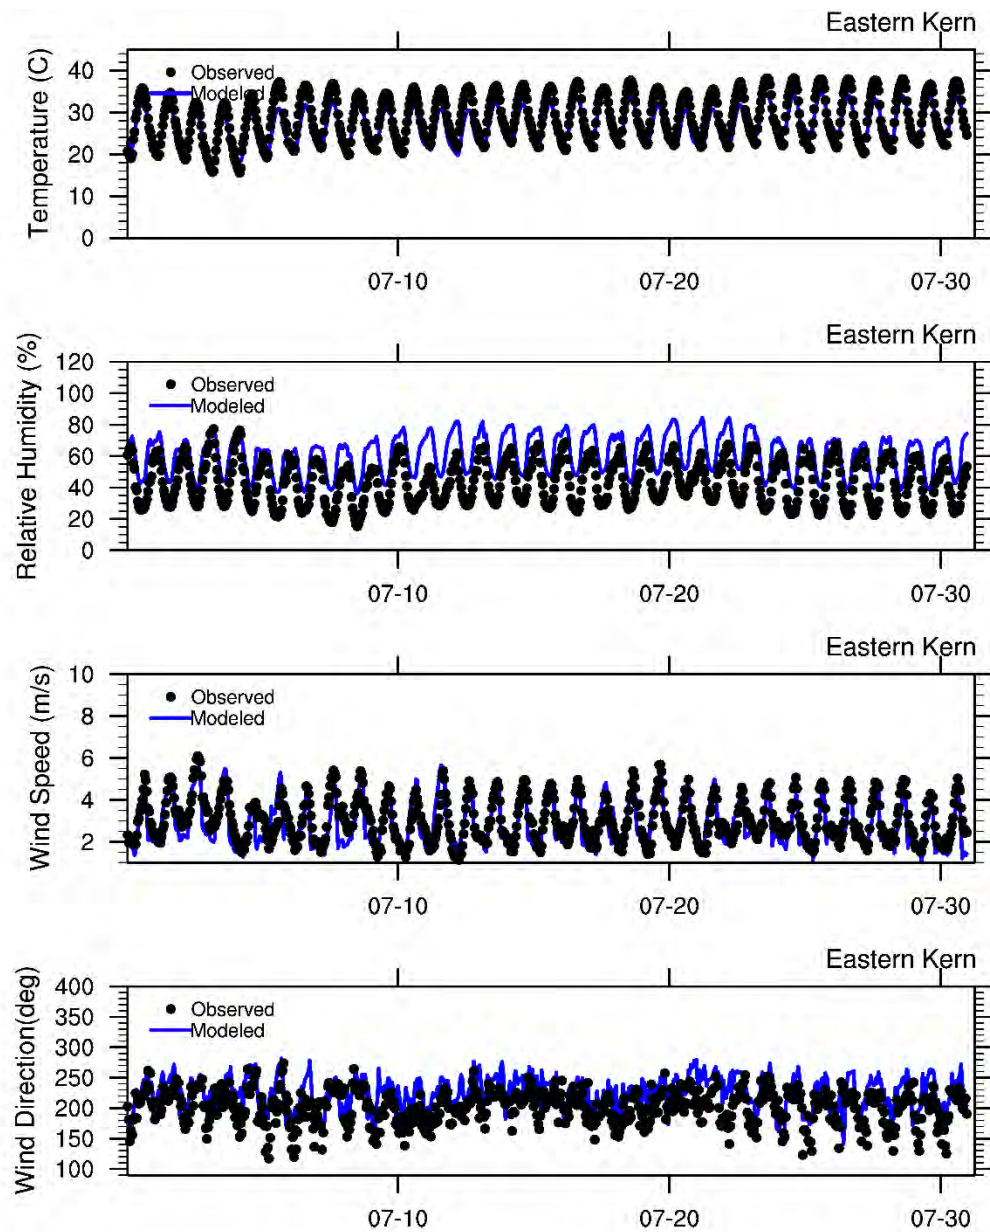 Eastern Kern
Temperature (C)
40
30
20
10
0
Observed
Modeled
07-10
07-20
07-30
Eastern Kern
Relative Humidity (%)
120
100
80
60
40
20
0
Observed
Modeled
07-10
07-20
07-30
Eastern Kern
Wind Speed (m/s)
10
8
6
4
2
Observed
Modeled
07-10
07-20
07-30
Eastern Kern
Wind Direction(deg)
400
350
300
250
200
150
100
Observed
Modeled
07-10
07-20
07-30